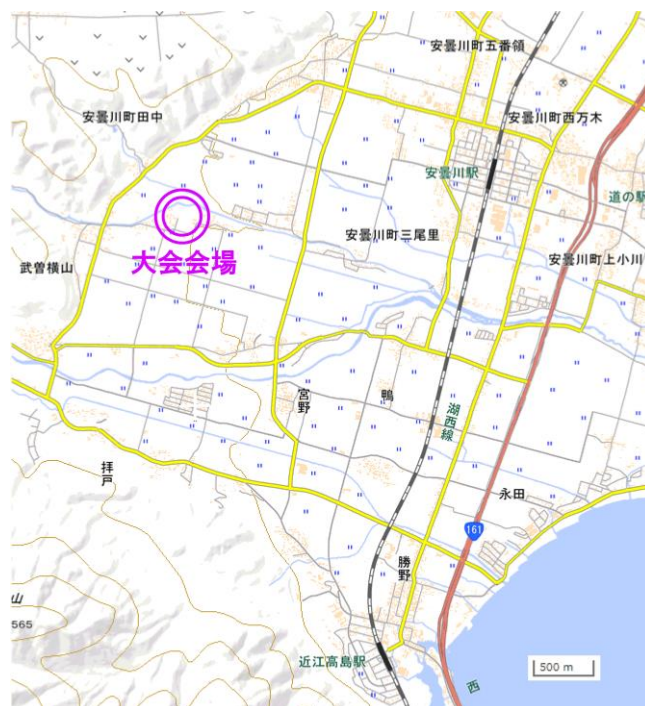 安曇川町五番領
安曇川町田中
安曇川町西万木
安曇川駅
道の駅
安曇川町三尾里
大会会場
武曽横山
安曇川町上小川
宮野
鴨
湖西線
拝戸
永田
161
勝野
山
565
近江高島駅
500 m
西